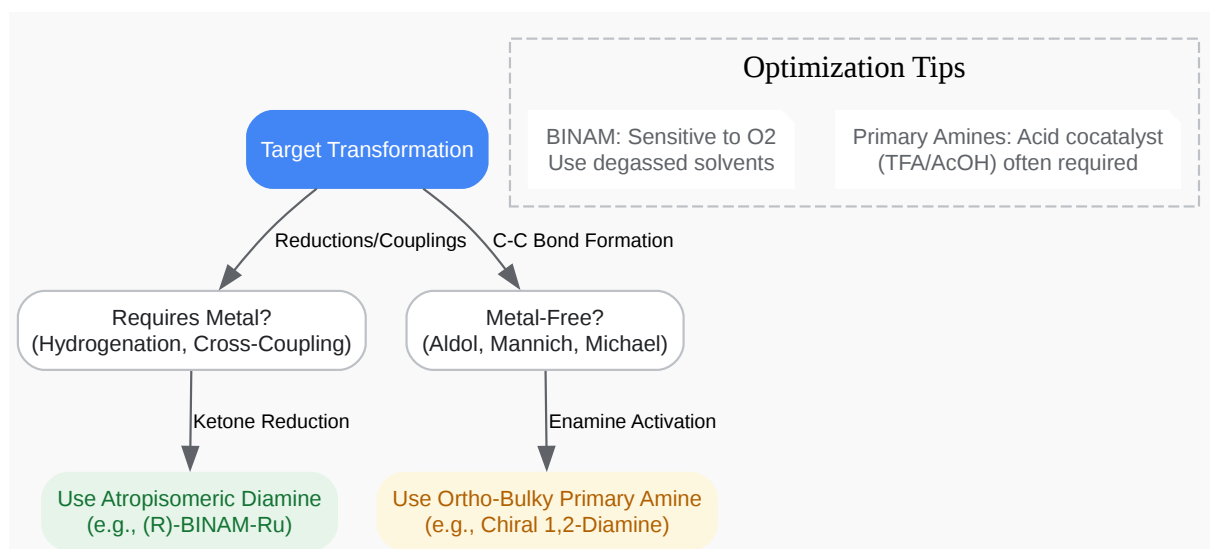 Optimization Tips
BINAM: Sensitive to O2
Use degassed solvents
Primary Amines: Acid cocatalyst
(TFA/AcOH) often required
Target Transformation
Reductions/Couplings
C-C Bond Formation
Requires Metal?
(Hydrogenation, Cross-Coupling)
Metal-Free?
(Aldol, Mannich, Michael)
Ketone Reduction
Enamine Activation
Use Atropisomeric Diamine
(e.g., (R)-BINAM-Ru)
Use Ortho-Bulky Primary Amine
(e.g., Chiral 1,2-Diamine)